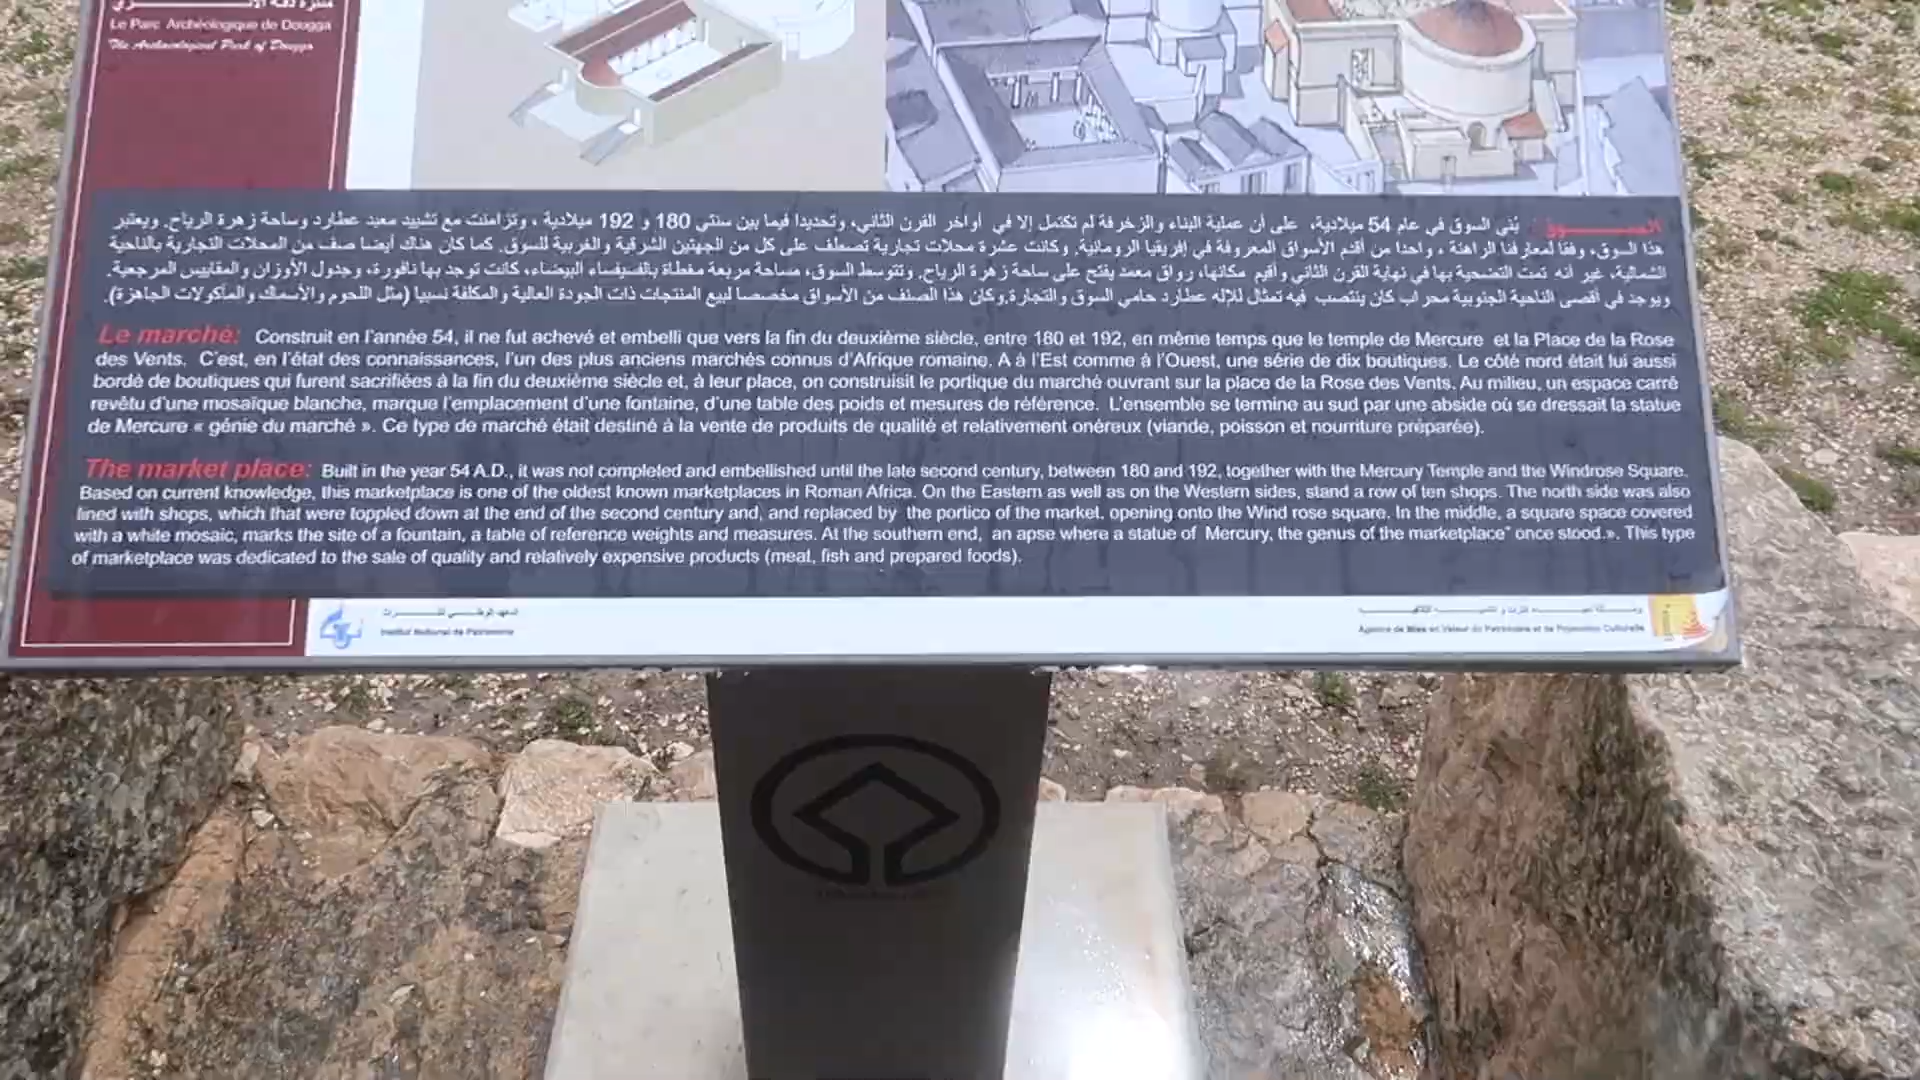 منتزه دقة الأثري
Le Parc Archéologique de Dougga
The Archaeological Park of Dougga
الســـوق: بُني السوق في عام 54 ميلادية، على أن عملية البناء والزخرفة لم تكتمل إلا في أواخر القرن الثاني، وتحديدا فيما بين سنتي 180 و 192 ميلادية ، وتزامنت مع تشييد معبد عطارد وساحة زهرة الرياح. ويعتبر
هذا السوق، وفقا لمعارفنا الراهنة ، واحدا من أقدم الأسواق المعروفة في إفريقيا الرومانية. وكانت عشرة محلات تجارية تصطف على كل من الجهتين الشرقية والغربية للسوق. كما كان هناك أيضا صف من المحلات التجارية بالناحية
الشمالية، غير أنه تمت التضحية بها في نهاية القرن الثاني وأقيم مكانها، رواق معمد يفتح على ساحة زهرة الرياح. وتتوسط السوق، مساحة مربعة مغطاة بالفسيفساء البيضاء، كانت توجد بها نافورة، وجدول الأوزان والمقاييس المرجعية.
ويوجد في أقصى الناحية الجنوبية محراب كان ينتصب فيه تمثال للإله عطارد حامي السوق والتجارة.وكان هذا الصنف من الأسواق مخصصا لبيع المنتجات ذات الجودة العالية والمكلفة نسبيا (مثل اللحوم والأسماك والمأكولات الجاهزة).
Le marché: Construit en l'année 54, il ne fut achevé et embelli que vers la fin du deuxième siècle, entre 180 et 192, en même temps que le temple de Mercure et la Place de la Rose
des Vents. C'est, en l'état des connaissances, l'un des plus anciens marchés connus d'Afrique romaine. A à l'Est comme à l'Ouest, une série de dix boutiques. Le côté nord était lui aussi
bordé de boutiques qui furent sacrifiées à la fin du deuxième siècle et, à leur place, on construisit le portique du marché ouvrant sur la place de la Rose des Vents. Au milieu, un espace carré
revêtu d'une mosaïque blanche, marque l'emplacement d'une fontaine, d'une table des poids et mesures de référence. L'ensemble se termine au sud par une abside où se dressait la statue
de Mercure « génie du marché ». Ce type de marché était destiné à la vente de produits de qualité et relativement onéreux (viande, poisson et nourriture préparée).
The market place: Built in the year 54 A.D., it was not completed and embellished until the late second century, between 180 and 192, together with the Mercury Temple and the Windrose Square.
Based on current knowledge, this marketplace is one of the oldest known marketplaces in Roman Africa. On the Eastern as well as on the Western sides, stand a row of ten shops. The north side was also
lined with shops, which that were toppled down at the end of the second century and, and replaced by the portico of the market, opening onto the Wind rose square. In the middle, a square space covered
with a white mosaic, marks the site of a fountain, a table of reference weights and measures. At the southern end, an apse where a statue of Mercury, the genus of the marketplace" once stood.». This type
of marketplace was dedicated to the sale of quality and relatively expensive products (meat, fish and prepared foods).
المعهد الوطني للتراث
Institut National du Patrimoine
Agence de Mise en Valeur du Patrimoine et de Promotion Culturelle